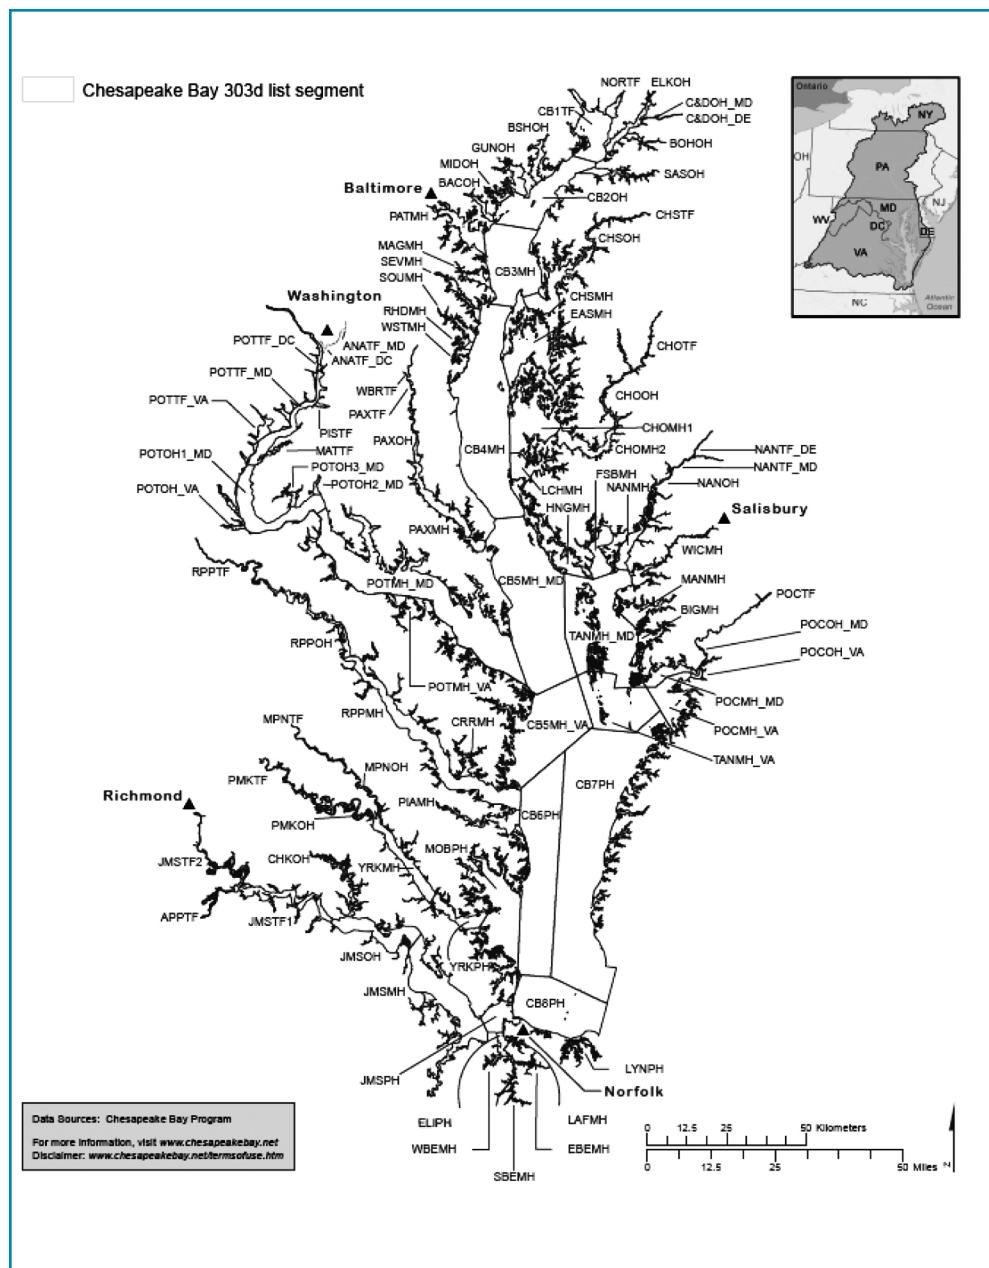 Chesapeake Bay 303d list segment
NORTF
ELKOH
CB1TF
C&DOH_MD
C&DOH_DE
BSHOH
BOHOH
GUNOH
MIDOH
SASOH
BACOH
Baltimore
CB2OH
PATMH
CHSTF
CHSOH
MAGMH
SEVMH
CB3MH
SOUMH
CHSMH
Washington
RHDMH
EASMH
WSTMH
POTTF_DC
ANATF_MD
CHOTF
ANATF_DC
POTTF_MD
WBRTF
CHOOH
POTTF_VA
PAXTF
CHOMH1
PISTF
PAXOH
MATTF
CB4MH
CHOMH2
NANTF_DE
POTOH1_MD
POTOH3_MD
NANTF_MD
FSBMH
POTOH2_MD
NANOH
POTOH_VA
LCHMH
NANMH
HNGMH
Salisbury
PAXMH
WICMH
RPPTF
POTMH_MD
CB5MH_MD
MANMH
POCTF
BIGMH
POCOH_MD
TANMH_MD
RPPOH
POCOH_VA
POTMH_VA
POCMH_MD
RPPMH
MPNTF
CRRMH
CB5MH_VA
POCMH_VA
TANMH_VA
MPNOH
PMKTF
CB7PH
Richmond
PIAMH
CB6PH
PMKOH
MOBPH
JMSTF2
CHKOH
YRKMH
APPTF
JMSTF1
JMSOH
YRKPH
JMSMH
CB8PH
JMSPH
LYNPH
Norfolk
ELIPH
LAFMH
WBEMH
EBEMH
SBEMH
Ontario
NY
OH
PA
NJ
MD
WV
DC
DE
VA
NC
Atlantic
Ocean
Data Sources: Chesapeake Bay Program
For more information, visit www.chesapeakebay.net
Disclaimer: www.chesapeakebay.net/termsofuse.htm
0 12.5 25 50 Kilometers
0 12.5 25 50 Miles
N